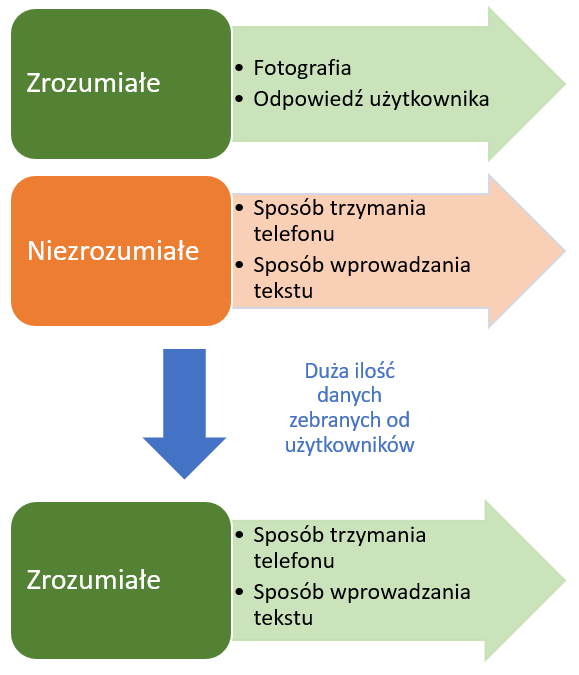 Zrozumiałe
• Fotografia
• Odpowiedź użytkownika
Niezrozumiałe
• Sposób trzymania
telefonu
• Sposób wprowadzania
tekstu
Duża ilość
danych
zebranych od
użytkowników
Zrozumiałe
• Sposób trzymania
telefonu
• Sposób wprowadzania
tekstu